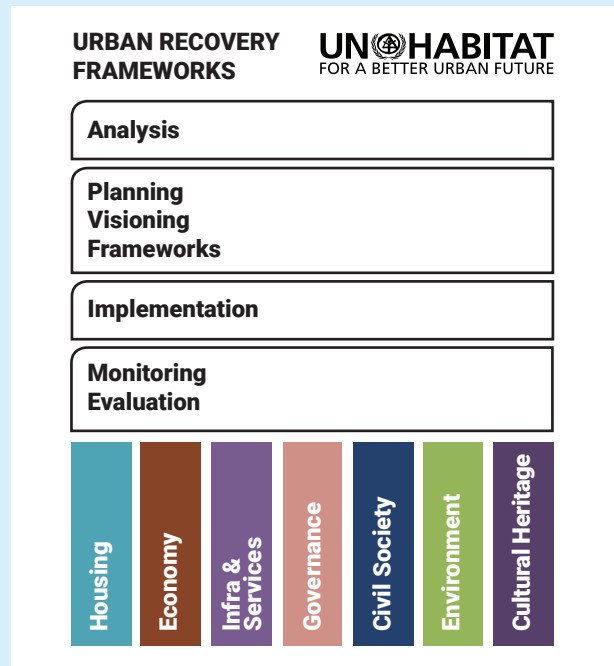 URBAN RECOVERY
FRAMEWORKS
UN HABITAT
FOR A BETTER URBAN FUTURE
Analysis
Planning
Visioning
Frameworks
Implementation
Monitoring
Evaluation
Housing
Economy
Infra &
Services
Governance
Civil Society
Environment
Cultural Heritage